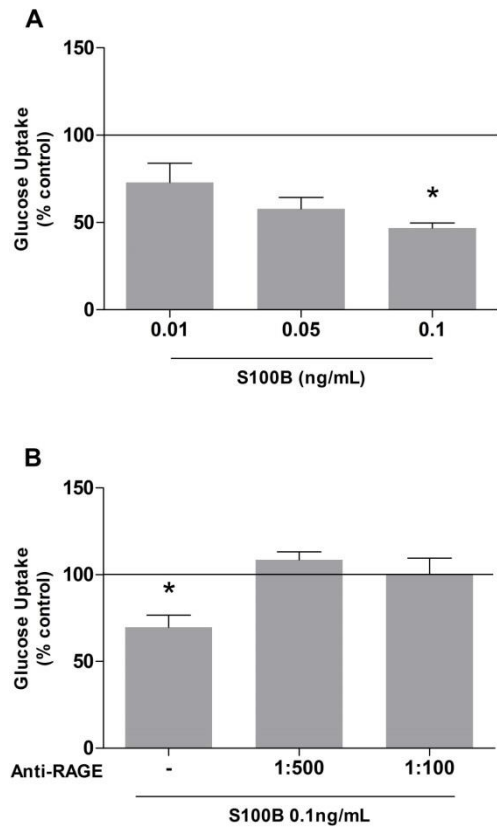 A
150
100
50
0
Glucose Uptake
(% control)
*
0.01 0.05 0.1
S100B (ng/mL)
B
150
100
50
0
Glucose Uptake
(% control)
*
Anti-RAGE - 1:500 1:100
S100B 0.1ng/mL